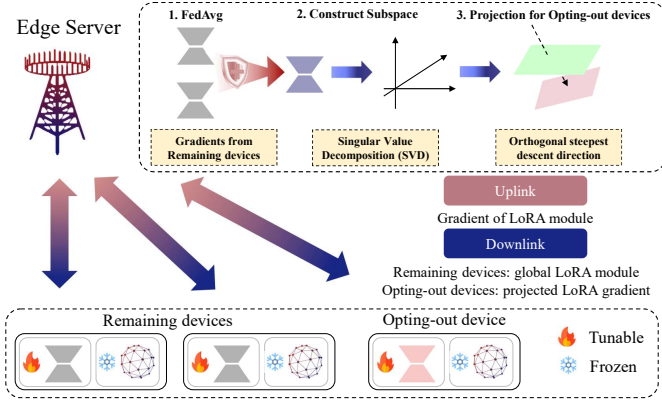 Edge Server
1. FedAvg
2. Construct Subspace
3. Projection for Opting-out devices
Gradients from
Remaining devices
Singular Value
Decomposition (SVD)
Orthogonal steepest
descent direction
Uplink
Gradient of LoRA module
Downlink
Remaining devices: global LoRA module
Opting-out devices: projected LoRA gradient
Remaining devices
Opting-out device
Tunable
Frozen